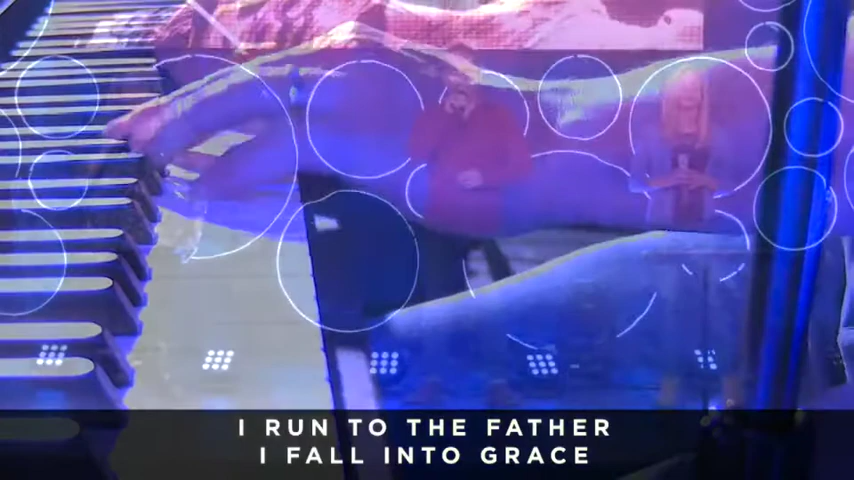 I RUN TO THE FATHER
I FALL INTO GRACE